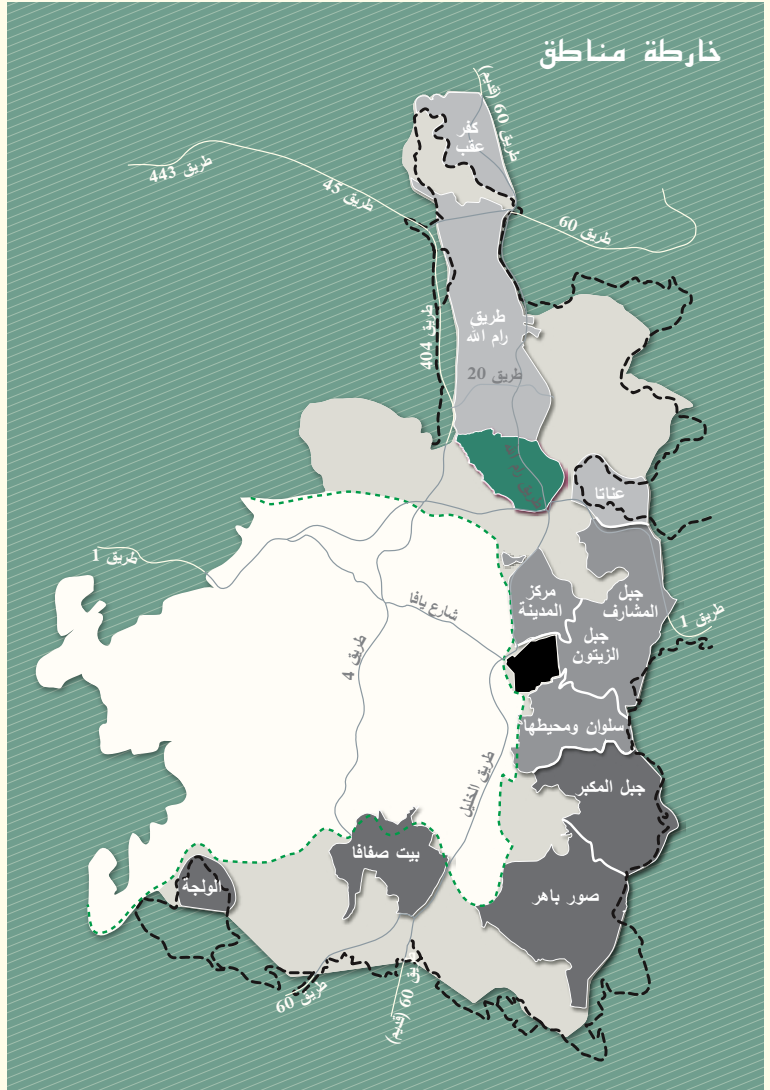 خارطة مناطق
طريق 60 (قديم)
كفر
عقب
طريق 443
طريق 45
طريق 60
طريق 404
طريق
رام الله
طريق 20
عناتا
طريق 1
جبل
المشارف
مركز
المدينة
شارع يافا
طريق 1
جبل
الزيتون
طريق 4
سلوان ومحيطها
طريق الخليل
جبل المكبر
بيت صفافا
الولجة
صور باهر
طريق 60
طريق 60 (قديم)